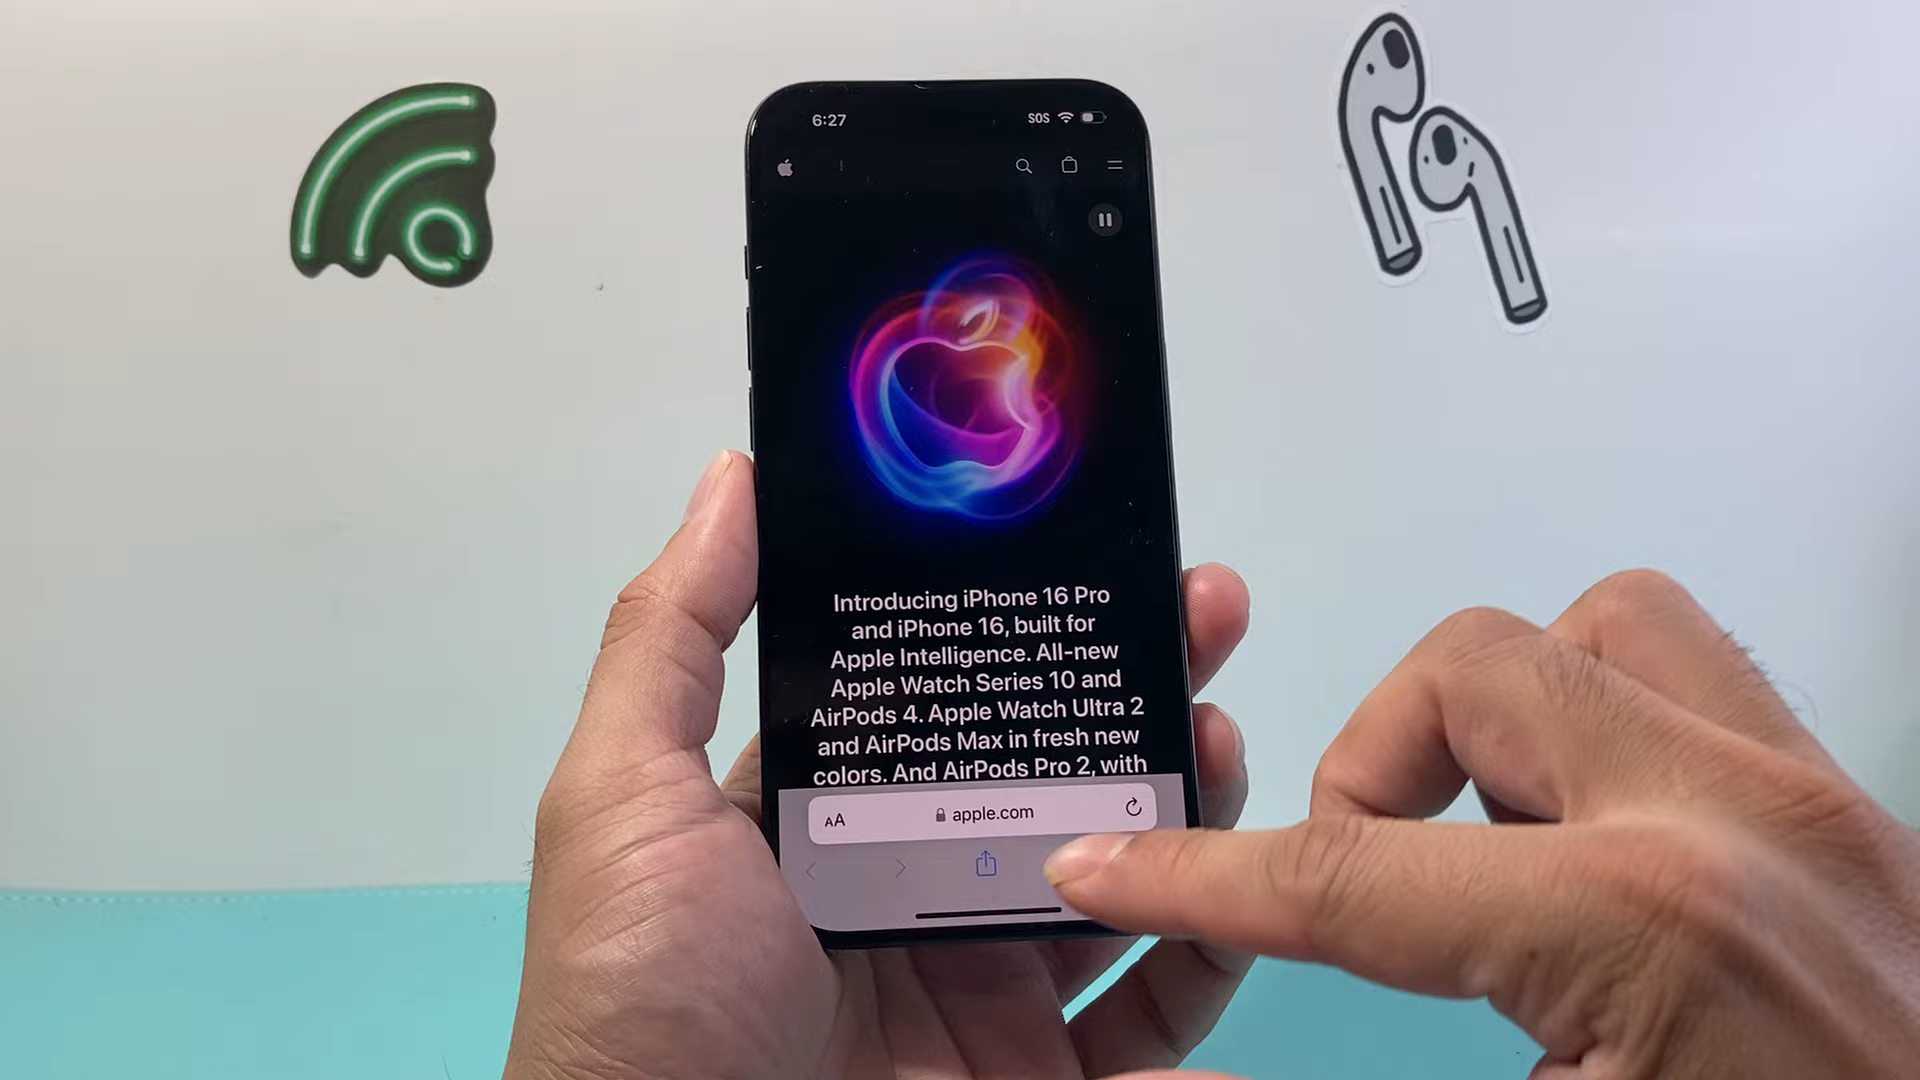 6:27
SOS
Introducing iPhone 16 Pro
and iPhone 16, built for
Apple Intelligence. All-new
Apple Watch Series 10 and
AirPods 4. Apple Watch Ultra 2
and AirPods Max in fresh new
colors. And AirPods Pro 2, with
AA apple.com